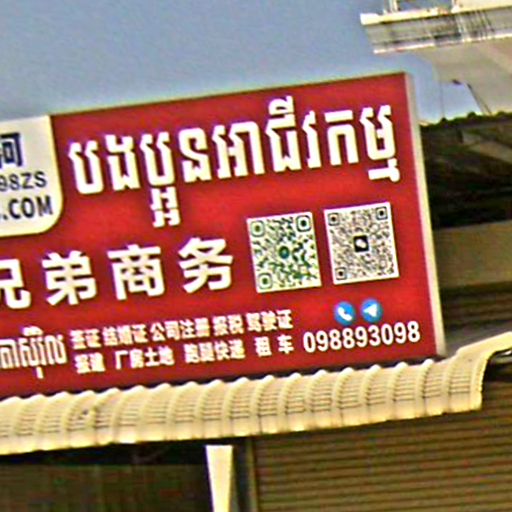 បងប្អូនអាជីវកម្ម
98ZS
.COM
兄弟商务
签证 结婚证 公司注册 报税 驾驶证
报建 厂房土地 跑腿快递 租车
098893098